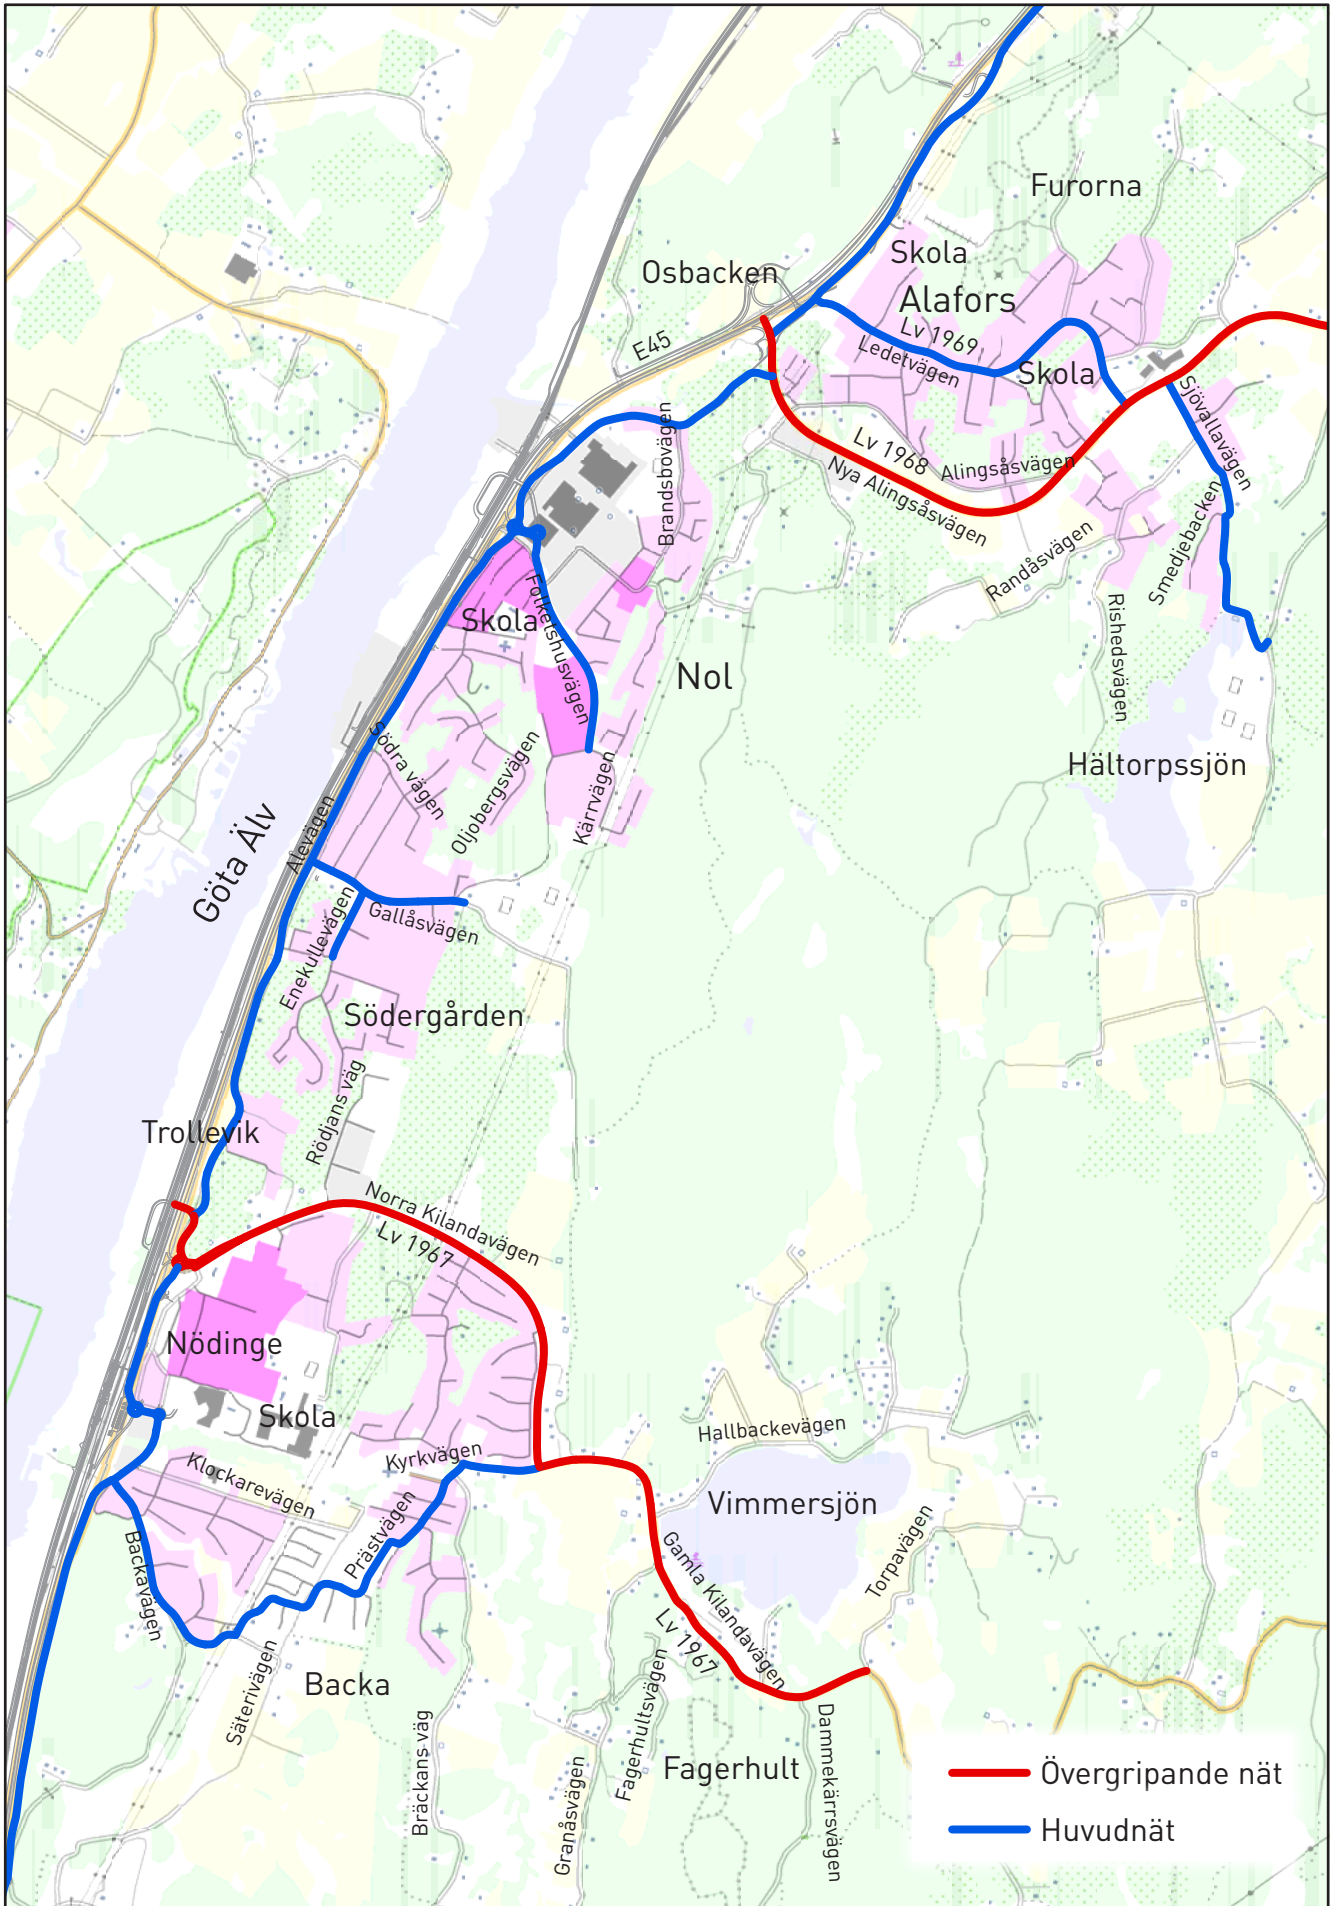 Furorna
Skola
Osbacken
Alafors
Lv 1969
E45
Ledetvägen
Skola
Sjövallavägen
Brandsbovägen
Lv 1968
Alingsåsvägen
Nya Alingsåsvägen
Smedjebacken
Randåsvägen
Folketshusvägen
Skola
Rishedsvägen
Nol
Södra vägen
Oljobergsvägen
Kärrvägen
Hältorpssjön
Alevägen
Göta Älv
Enekullevägen
Gallåsvägen
Södergården
Rödjans väg
Trollevik
Norra Kilandavägen
Lv 1967
Nödinge
Skola
Hallbackevägen
Kyrkvägen
Klockarevägen
Vimmersjön
Prästvägen
Backavägen
Gamla Kilandavägen
Torpavägen
Lv 1967
Säterivägen
Backa
Fagerhultsvägen
Bräckans väg
Dammekärrsvägen
Fagerhult
Granåsvägen
Övergripande nät
Huvudnät